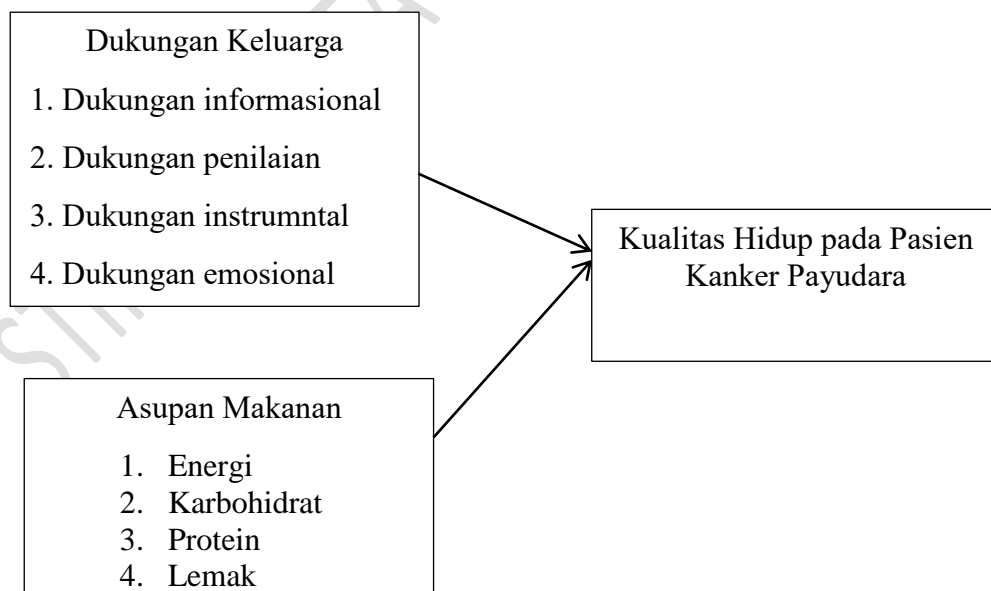 Dukungan Keluarga
1. Dukungan informasional
2. Dukungan penilaian
3. Dukungan instrumntal
4. Dukungan emosional
Kualitas Hidup pada Pasien
Kanker Payudara
Asupan Makanan
1. Energi
2. Karbohidrat
3. Protein
4. Lemak